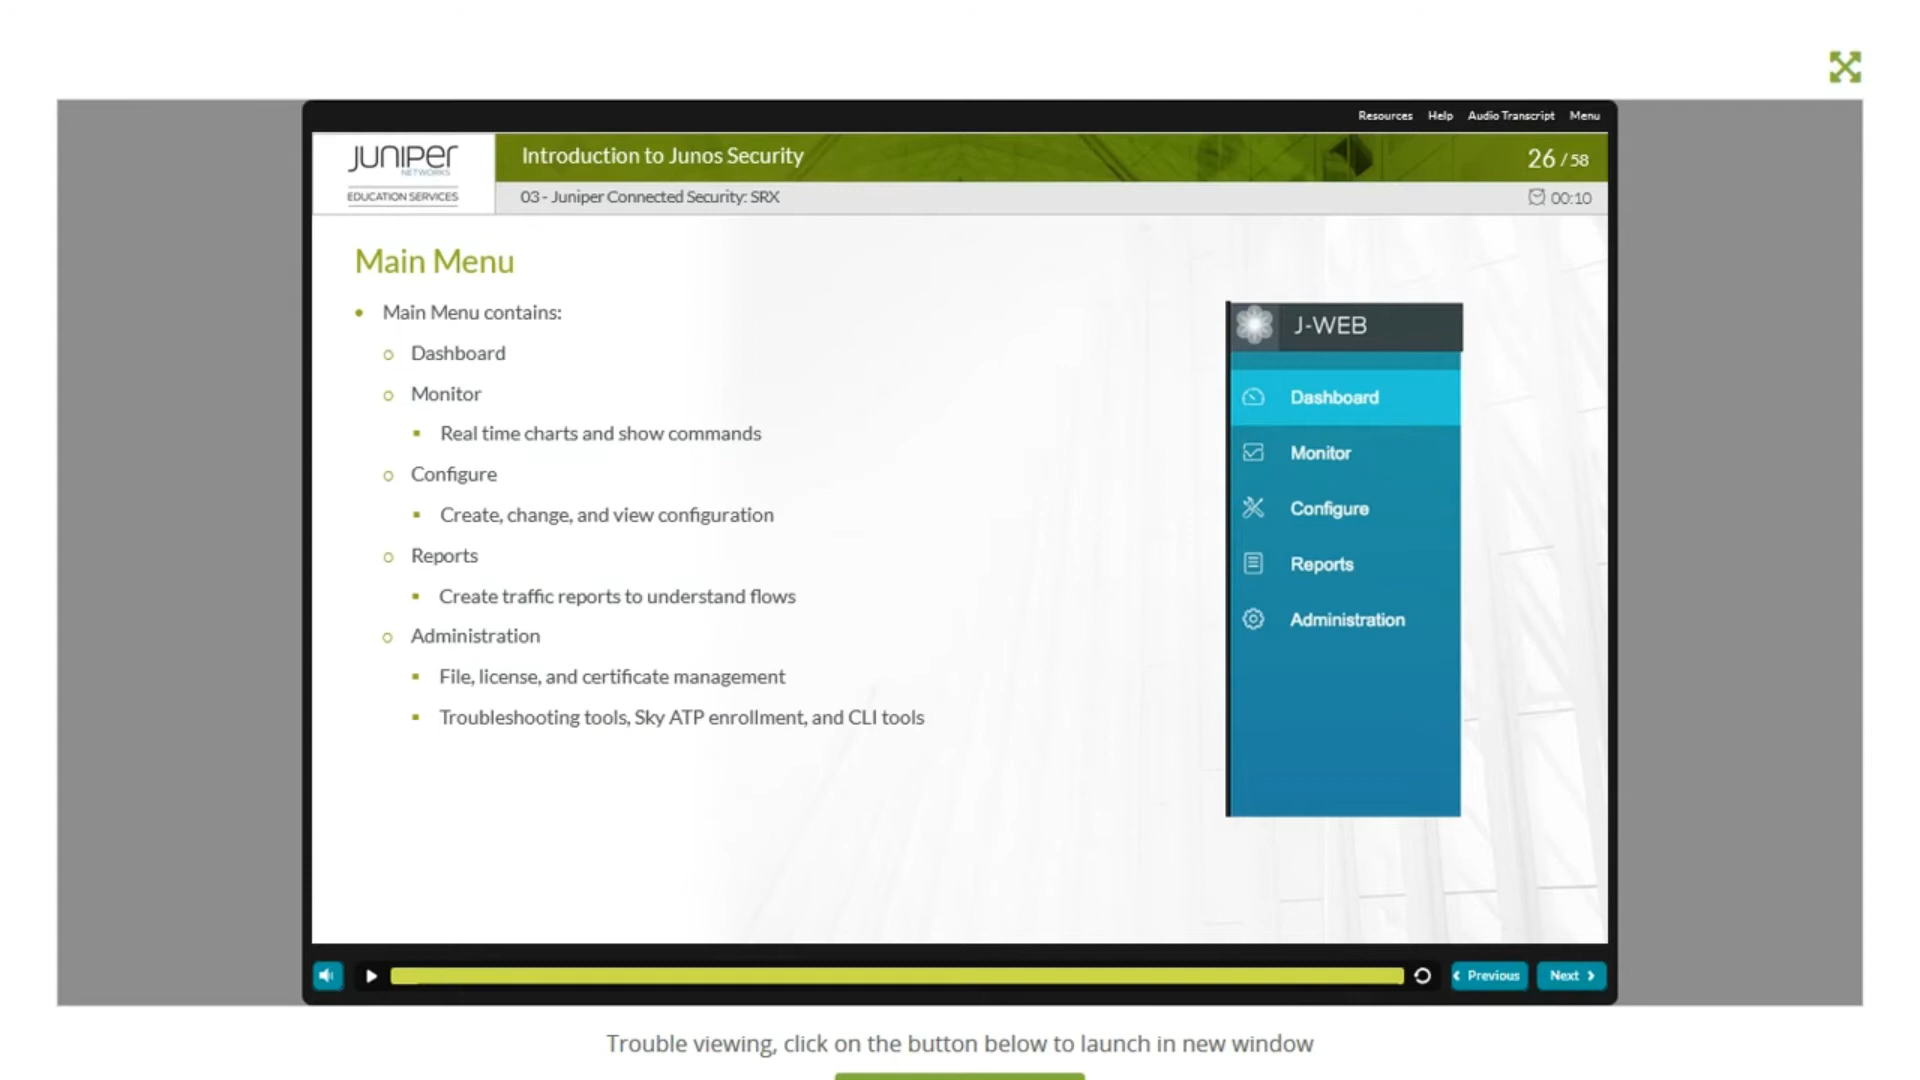 Resources Help Audio Transcript Menu
JUNIPER
NETWORKS
EDUCATION SERVICES
Introduction to Junos Security
26 / 58
03 - Juniper Connected Security: SRX
00:10
Main Menu
• Main Menu contains:
o Dashboard
o Monitor
▪ Real time charts and show commands
o Configure
▪ Create, change, and view configuration
o Reports
▪ Create traffic reports to understand flows
o Administration
▪ File, license, and certificate management
▪ Troubleshooting tools, Sky ATP enrollment, and CLI tools
J-WEB
Dashboard
Monitor
Configure
Reports
Administration
Previous
Next
Trouble viewing, click on the button below to launch in new window